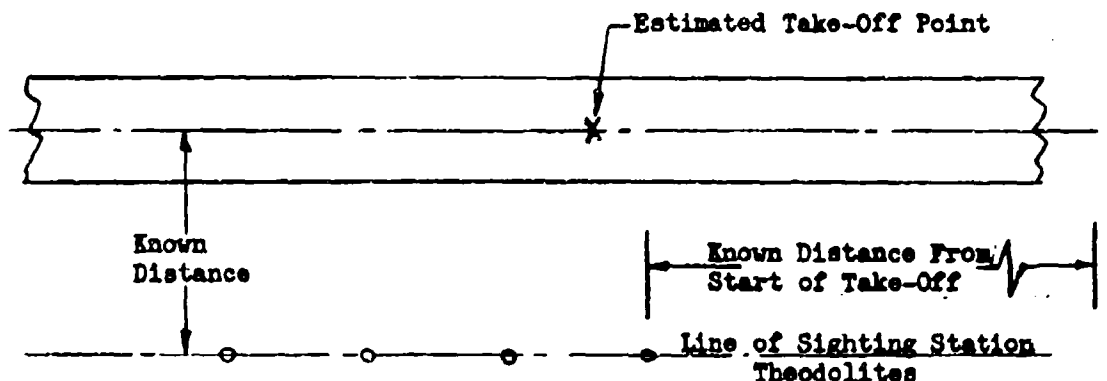 Estimated Take-Off Point
Known
Distance
Known Distance From
Start of Take-Off
Line of Sighting Station
Theodolites